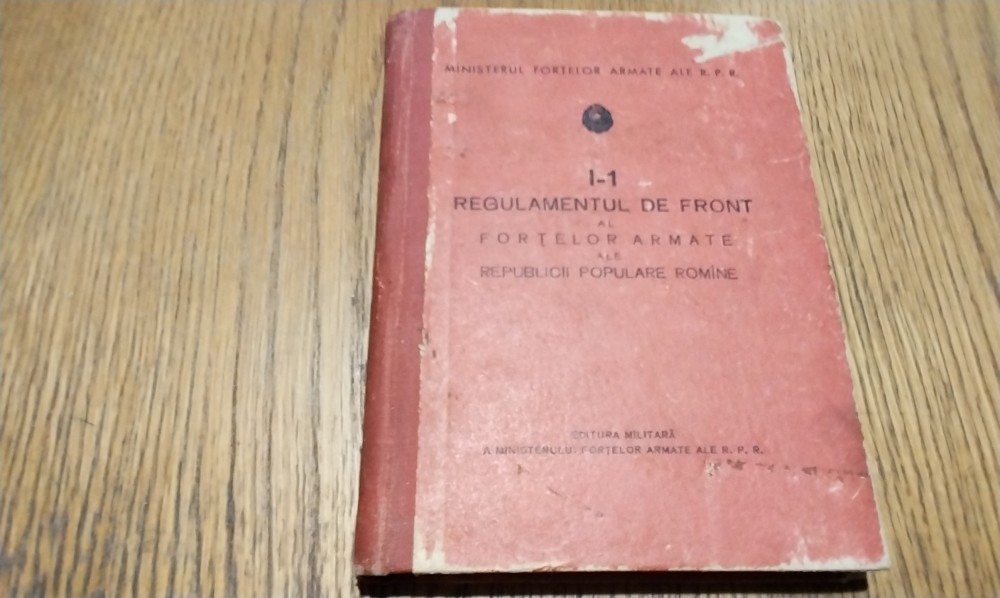 MINISTERUL FORȚELOR ARMATE ALE R. P. R.
I-1
REGULAMENTUL DE FRONT
AL
FORȚELOR ARMATE
ALE
REPUBLICII POPULARE ROMÎNE
EDITURA MILITARĂ
A MINISTERULUI FORȚELOR ARMATE ALE R. P. R.